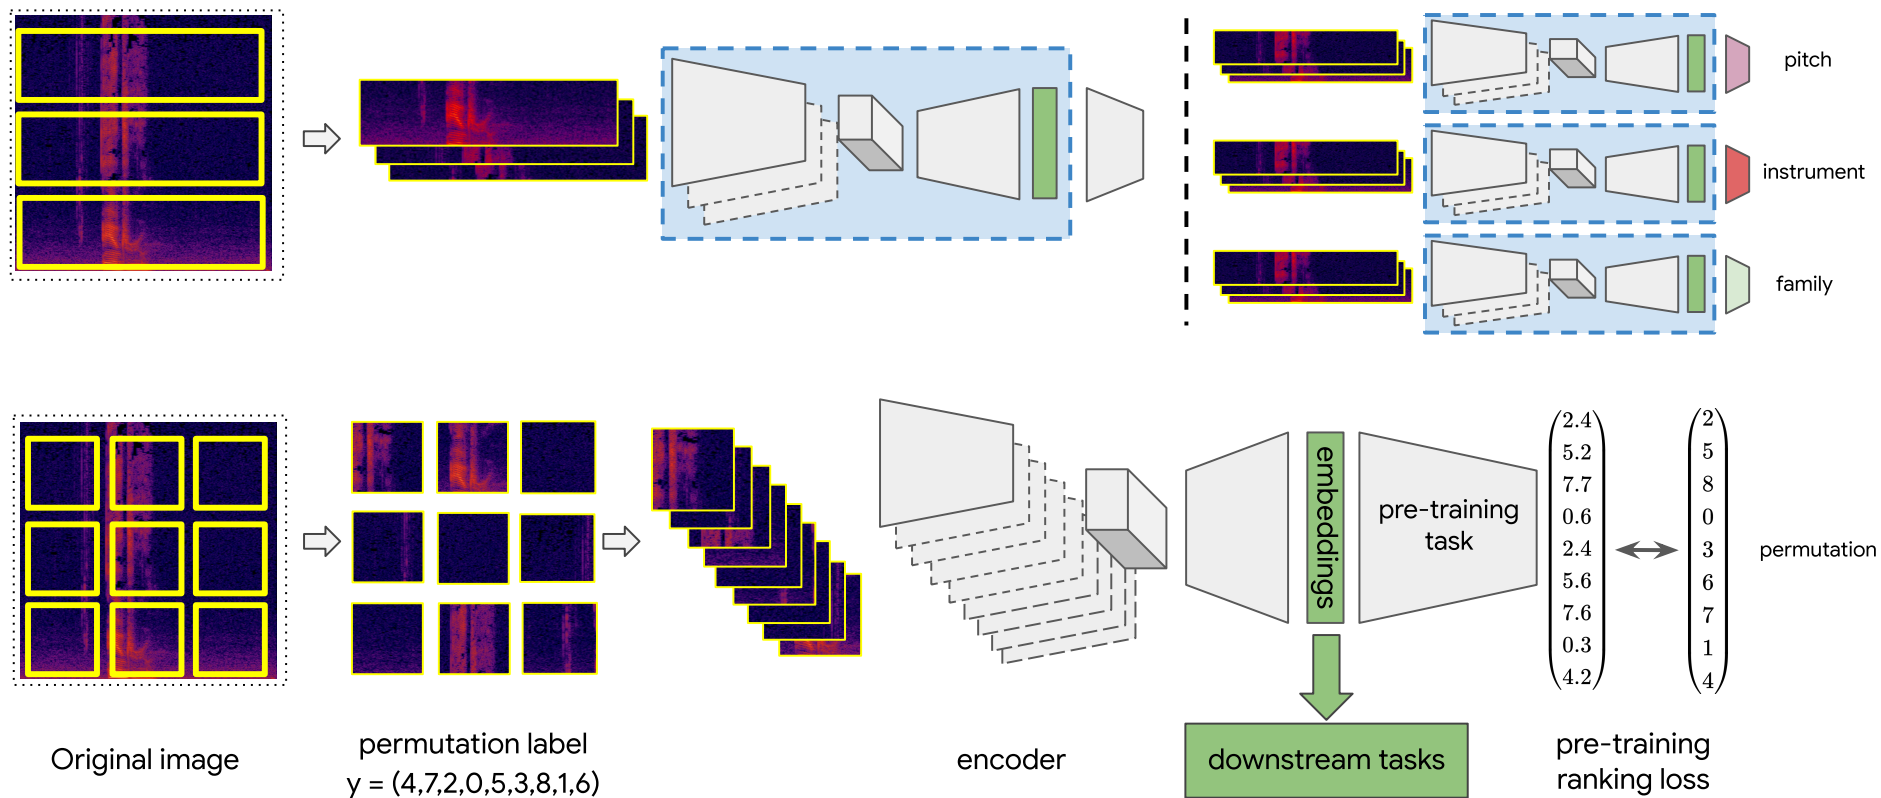 pitch
instrument
family
embeddings
pre-training
task
2.4
5.2
7.7
0.6
2.4
5.6
7.6
0.3
4.2
2
5
8
0
3
6
7
1
4
permutation
Original image
permutation label
y = (4,7,2,0,5,3,8,1,6)
encoder
downstream tasks
pre-training
ranking loss